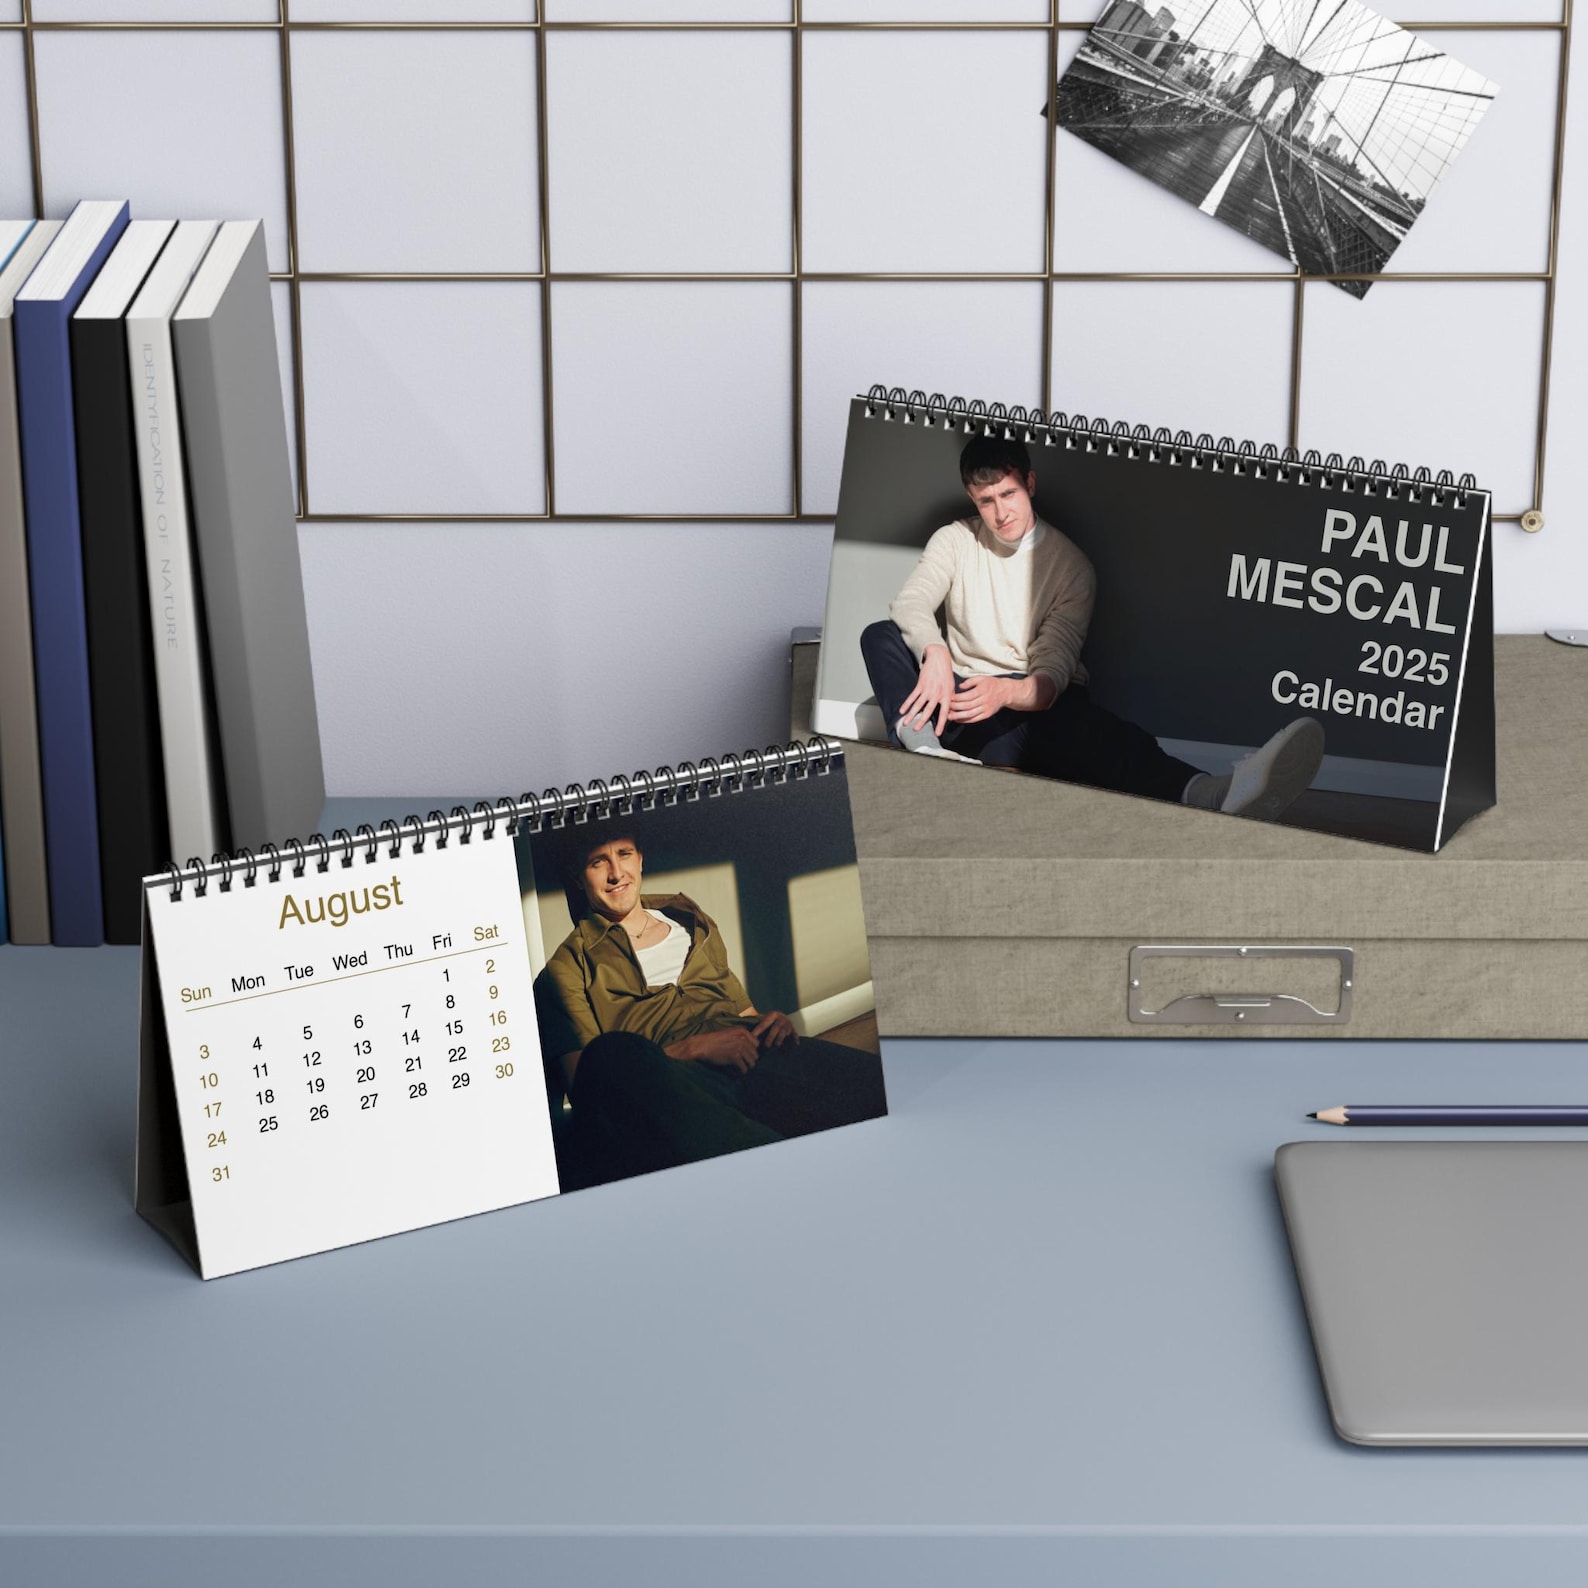 IDENTYFICATION OF NATURE
PAUL
MESCAL
2025
Calendar
August
Sun Mon Tue Wed Thu Fri Sat
1 2
3 4 5 6 7 8 9
10 11 12 13 14 15 16
17 18 19 20 21 22 23
24 25 26 27 28 29 30
31